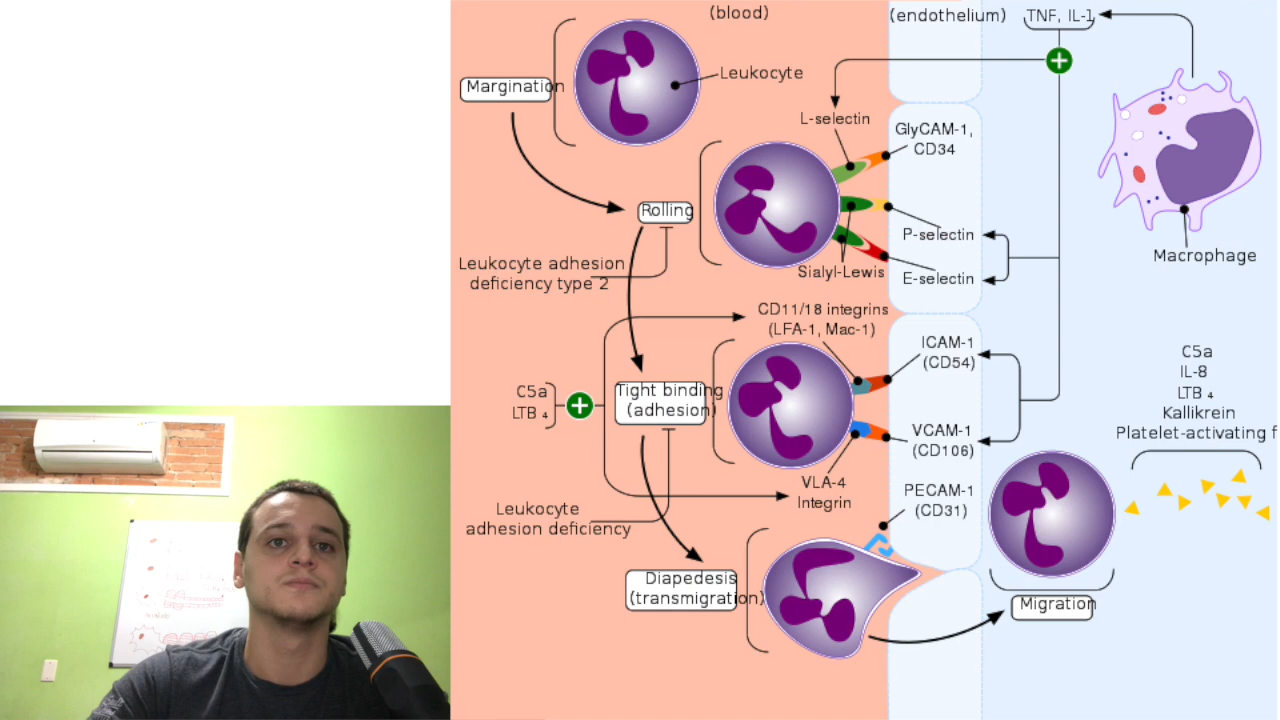 (blood)
(endothelium)
TNF, IL-1
Margination
Leukocyte
L-selectin
GlyCAM-1,
CD34
Rolling
P-selectin
Macrophage
Leukocyte adhesion
deficiency type 2
Sialyl-Lewis
E-selectin
CD11/18 integrins
(LFA-1, Mac-1)
ICAM-1
(CD54)
C5a
IL-8
LTB 4
Kallikrein
Platelet-activating f
C5a
LTB 4
Tight binding
(adhesion)
VCAM-1
(CD106)
VLA-4
Integrin
PECAM-1
(CD31)
Leukocyte
adhesion deficiency
Diapedesis
(transmigration)
Migration